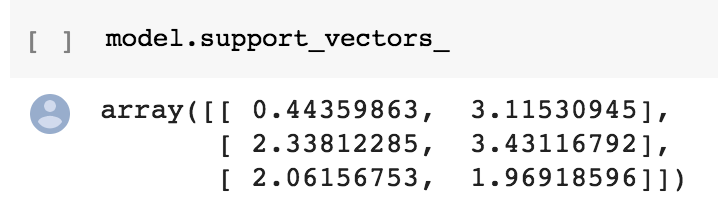 [ ] model.support_vectors_
array([[ 0.44359863, 3.11530945],
[ 2.33812285, 3.43116792],
[ 2.06156753, 1.96918596]])